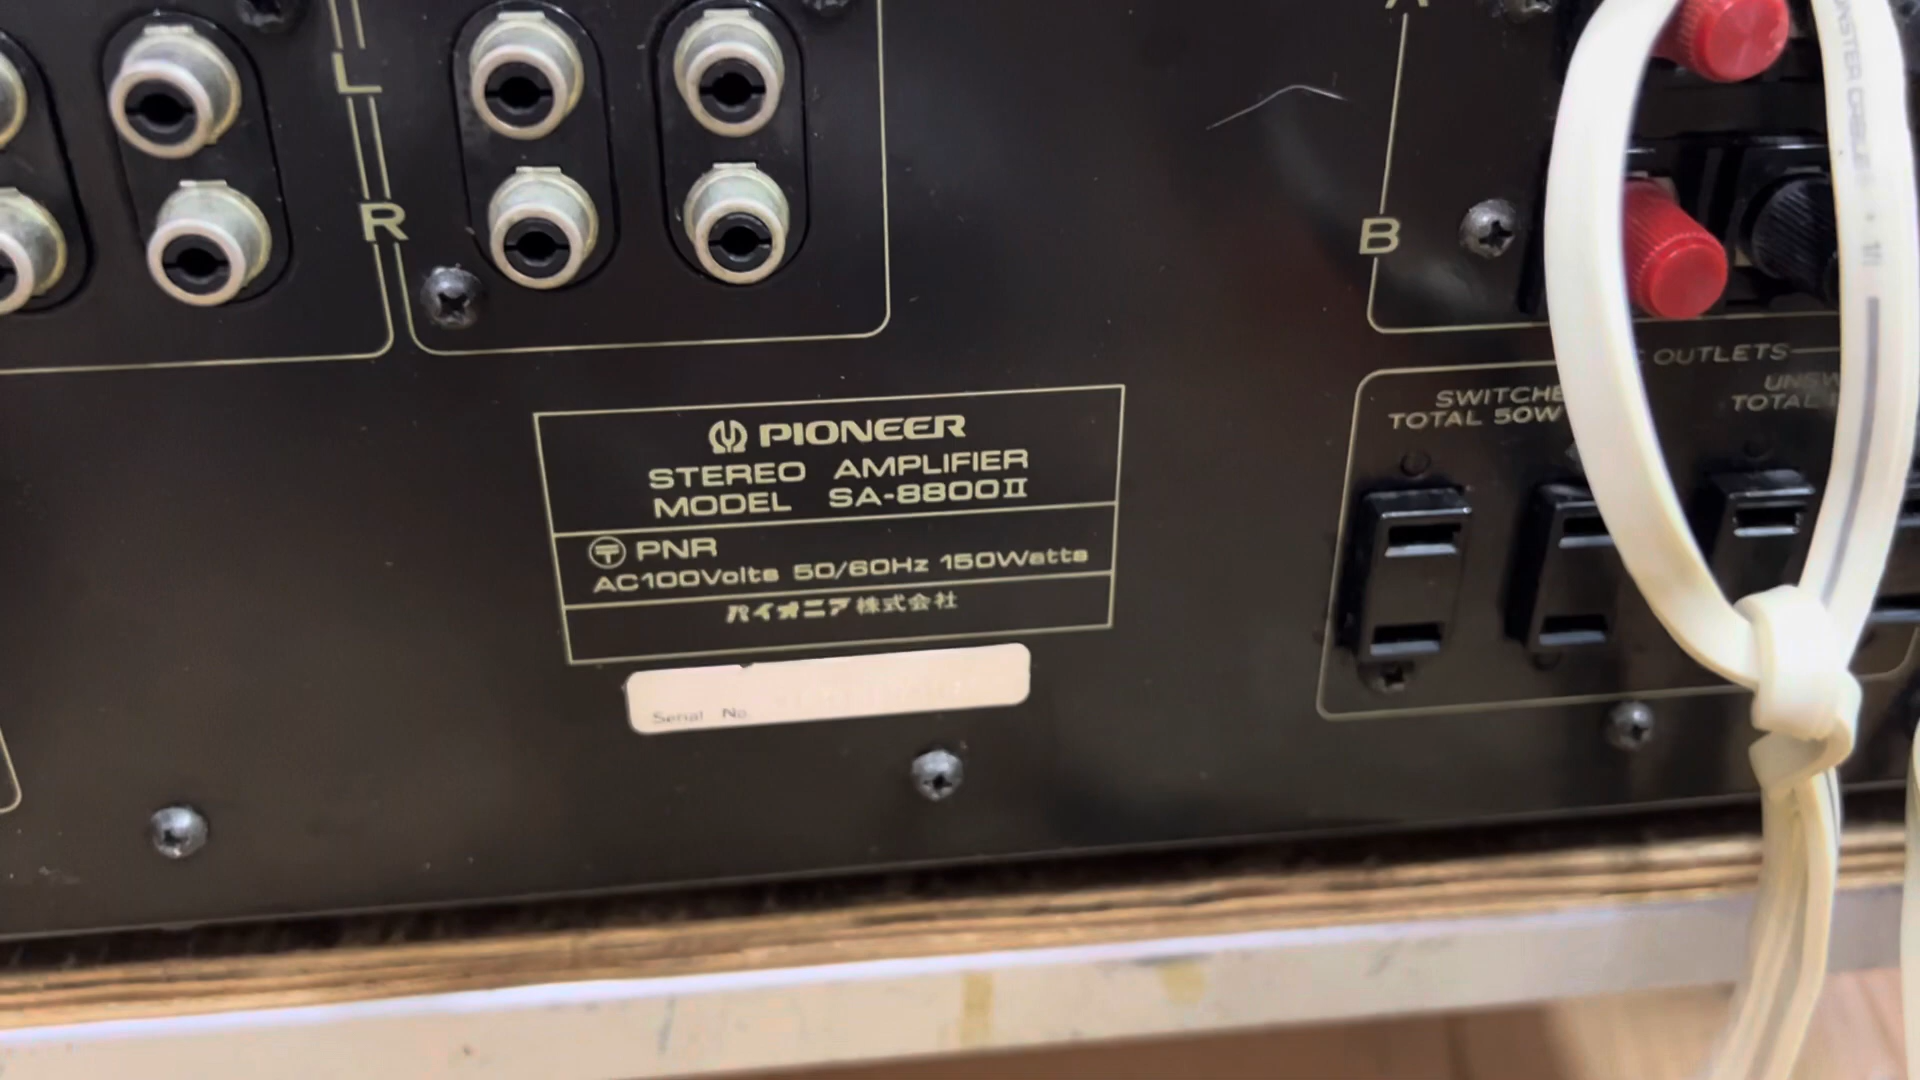 L
R
B
PIONEER
STEREO AMPLIFIER
MODEL SA-8800II
PNR
AC100Volts 50/60Hz 150Watts
パイオニア株式会社
Serial No.
OUTLETS
SWITCHE
TOTAL 50W
TOTAL